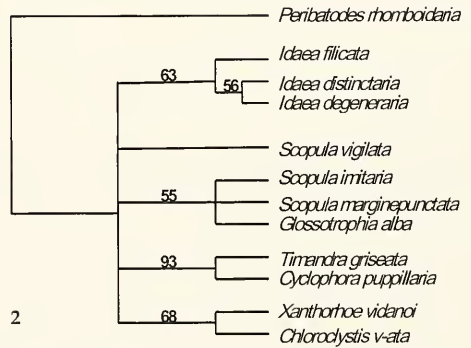 Peribatodes rhomboidaria
Idaea filicata
63
56
Idaea distinctaria
Idaea degeneraria
Scopula vigilata
Scopula imitaria
55
Scopula marginepunctata
Glossotrophia alba
93
Timandra griseata
Cyclophora puppillaria
2
68
Xanthorhoe vidanoi
Chloroclystis v-ata